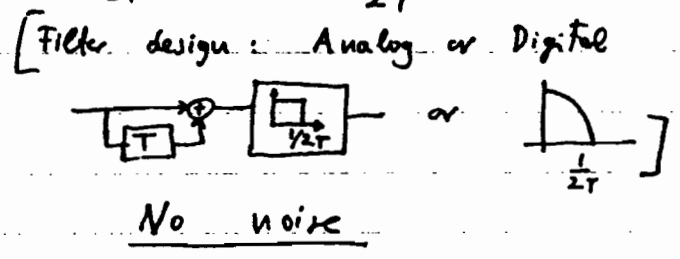 [Filter design : Analog or Digital
T + 1/2T or 1/2T ]
No noise